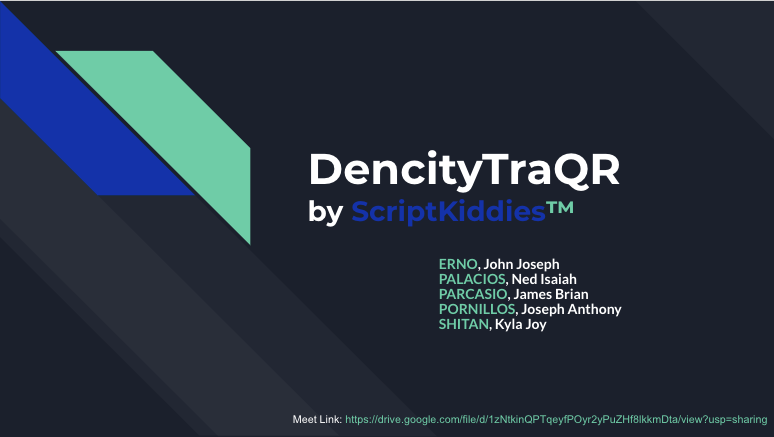 DencityTraQR
by ScriptKiddies™
ERNO, John Joseph
PALACIOS, Ned Isaiah
PARCASIO, James Brian
PORNILLOS, Joseph Anthony
SHITAN, Kyla Joy
Meet Link: https://drive.google.com/file/d/1zNtkinQPTqeyfPOyr2yPuZHf8lkkmDta/view?usp=sharing